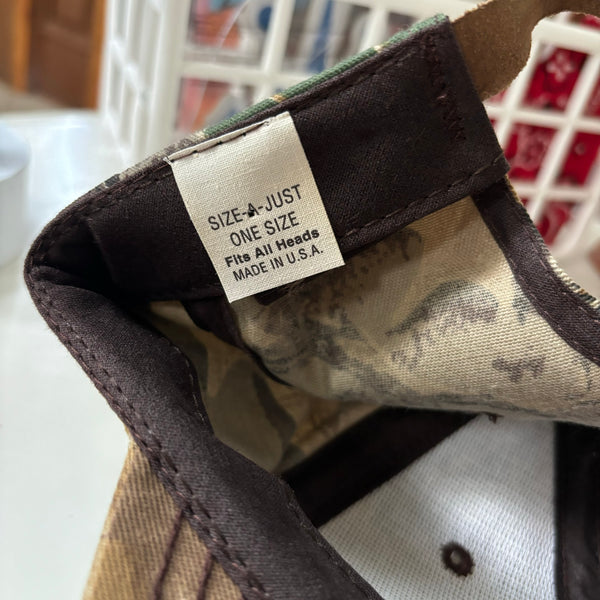 SIZE-A-JUST
ONE SIZE
Fits All Heads
MADE IN U.S.A.